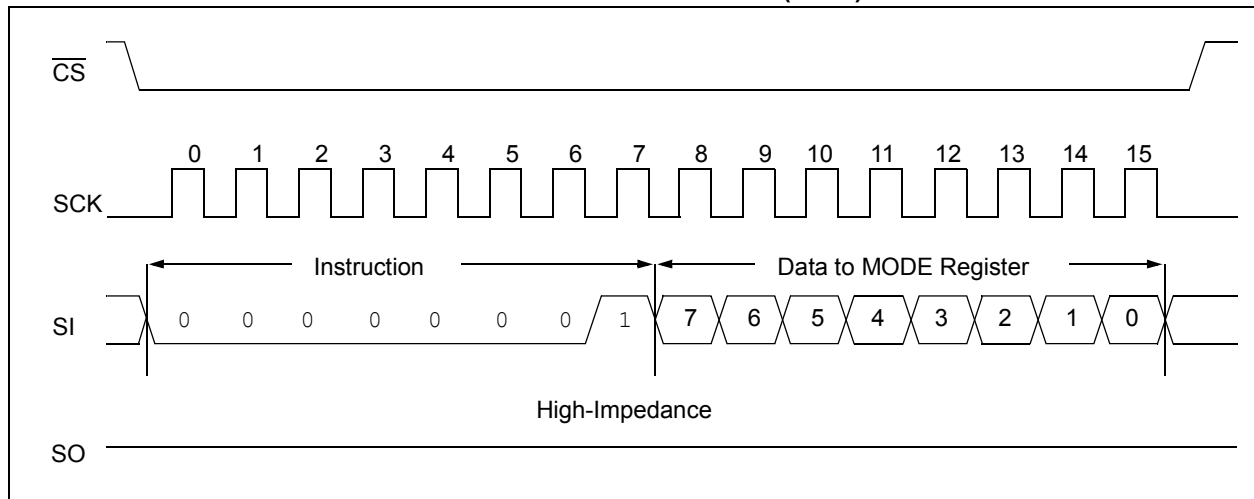 CS
0 1 2 3 4 5 6 7 8 9 10 11 12 13 14 15
SCK
Instruction Data to MODE Register
SI 0 0 0 0 0 0 0 1 7 6 5 4 3 2 1 0
High-Impedance
SO